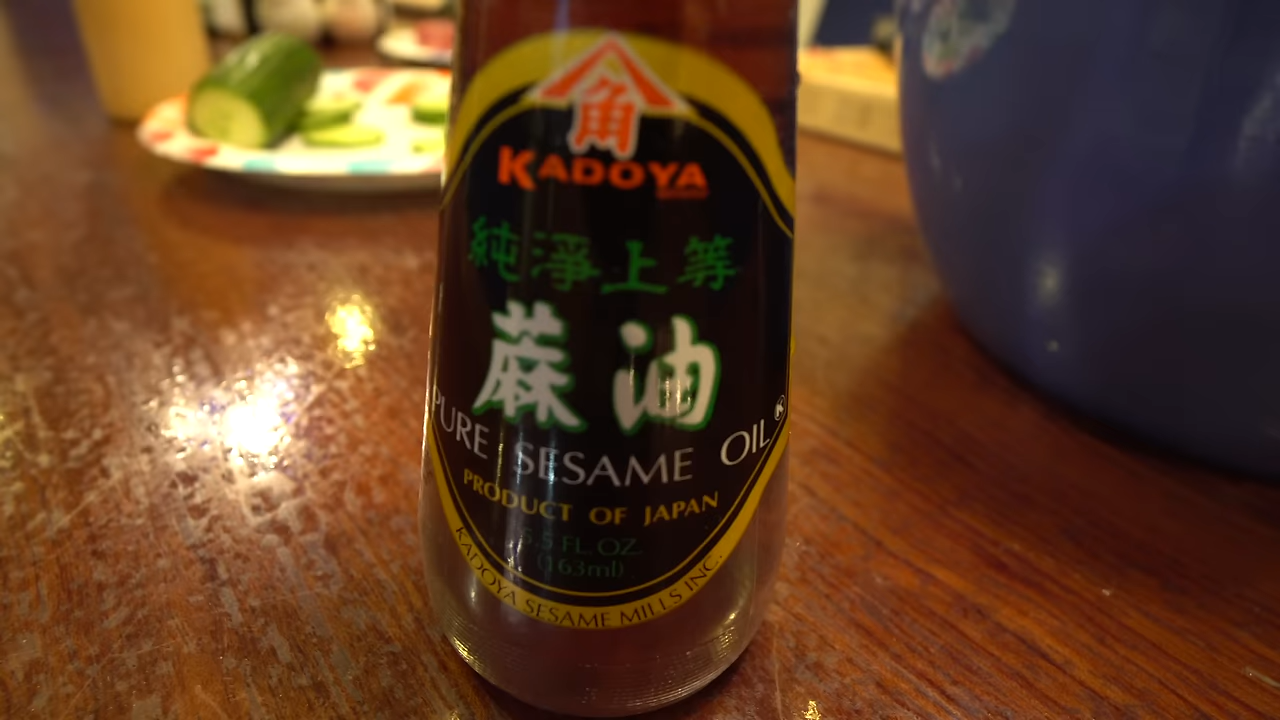 角
KADOYA
純淨上等
蔴油
PURE SESAME OIL K
PRODUCT OF JAPAN
5.5 FL. OZ.
(163ml)
KADOYA SESAME MILLS INC.